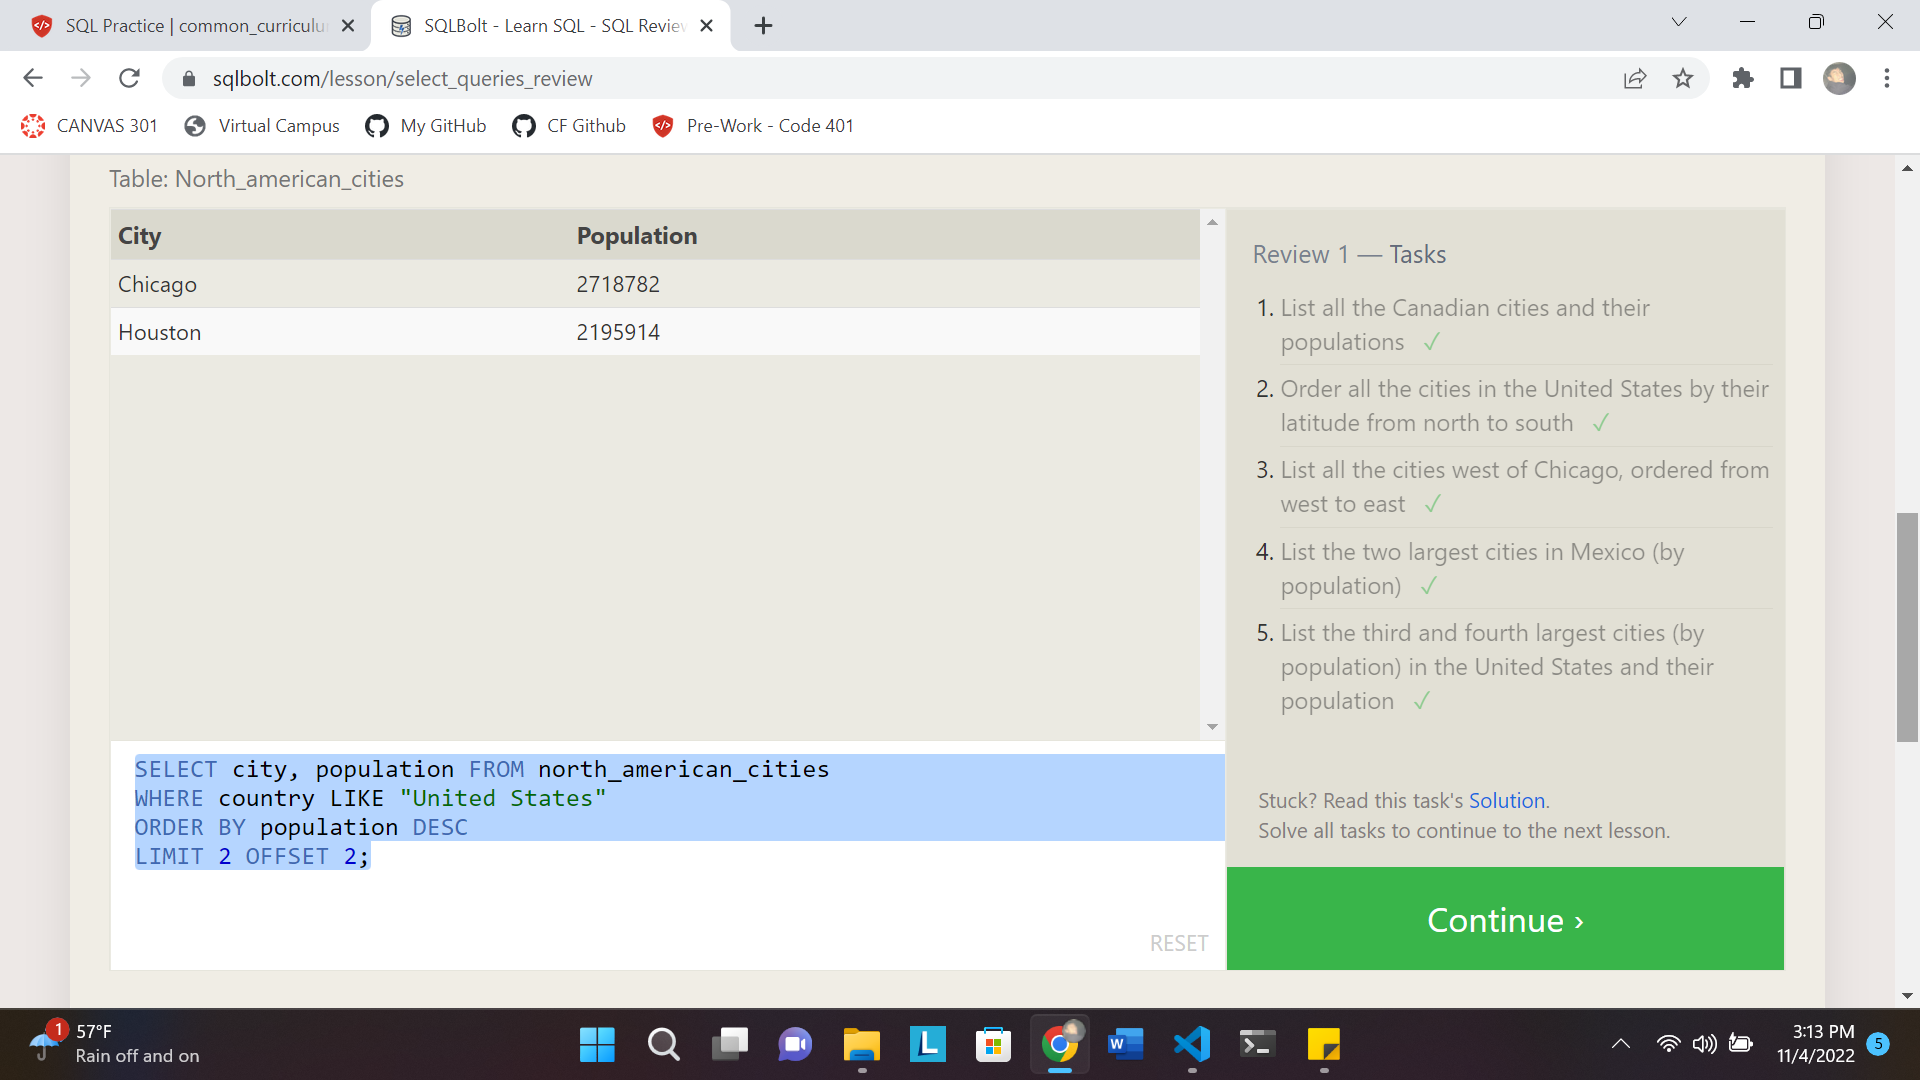 SQL Practice | common_curriculu
SQLBolt - Learn SQL - SQL Review
sqlbolt.com/lesson/select_queries_review
CANVAS 301
Virtual Campus
My GitHub
CF Github
Pre-Work - Code 401
Table: North_american_cities
City Population
Chicago 2718782
Houston 2195914
SELECT city, population FROM north_american_cities
WHERE country LIKE "United States"
ORDER BY population DESC
LIMIT 2 OFFSET 2;
RESET
Review 1 — Tasks
1. List all the Canadian cities and their
populations ✓
2. Order all the cities in the United States by their
latitude from north to south ✓
3. List all the cities west of Chicago, ordered from
west to east ✓
4. List the two largest cities in Mexico (by
population) ✓
5. List the third and fourth largest cities (by
population) in the United States and their
population ✓
Stuck? Read this task's Solution.
Solve all tasks to continue to the next lesson.
Continue ›
1
57°F
Rain off and on
L
W
3:13 PM
11/4/2022
5